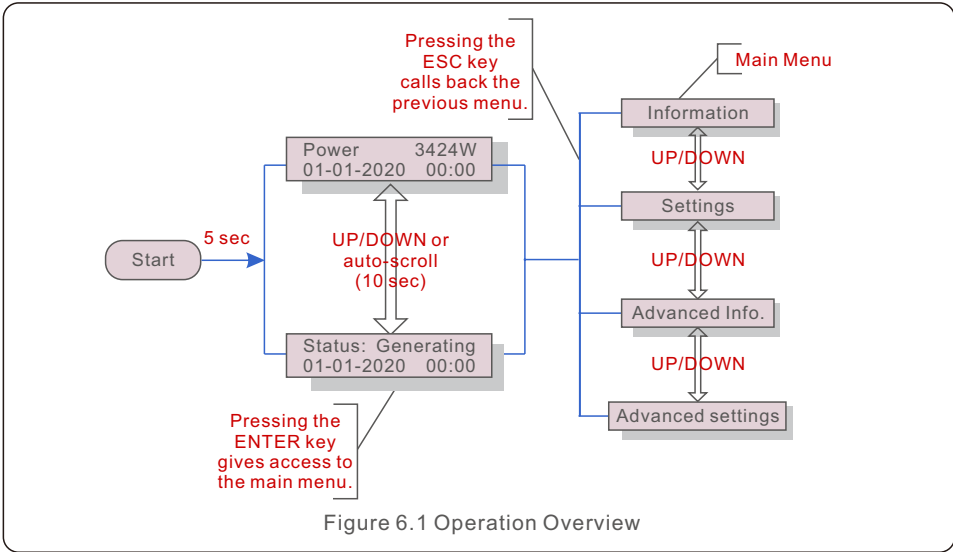 Pressing the
ESC key
calls back the
previous menu.
Main Menu
Information
Power 3424W
01-01-2020 00:00
UP/DOWN
Settings
5 sec
Start
UP/DOWN or
auto-scroll
(10 sec)
UP/DOWN
Advanced Info.
Status: Generating
01-01-2020 00:00
UP/DOWN
Advanced settings
Pressing the
ENTER key
gives access to
the main menu.
Figure 6.1 Operation Overview